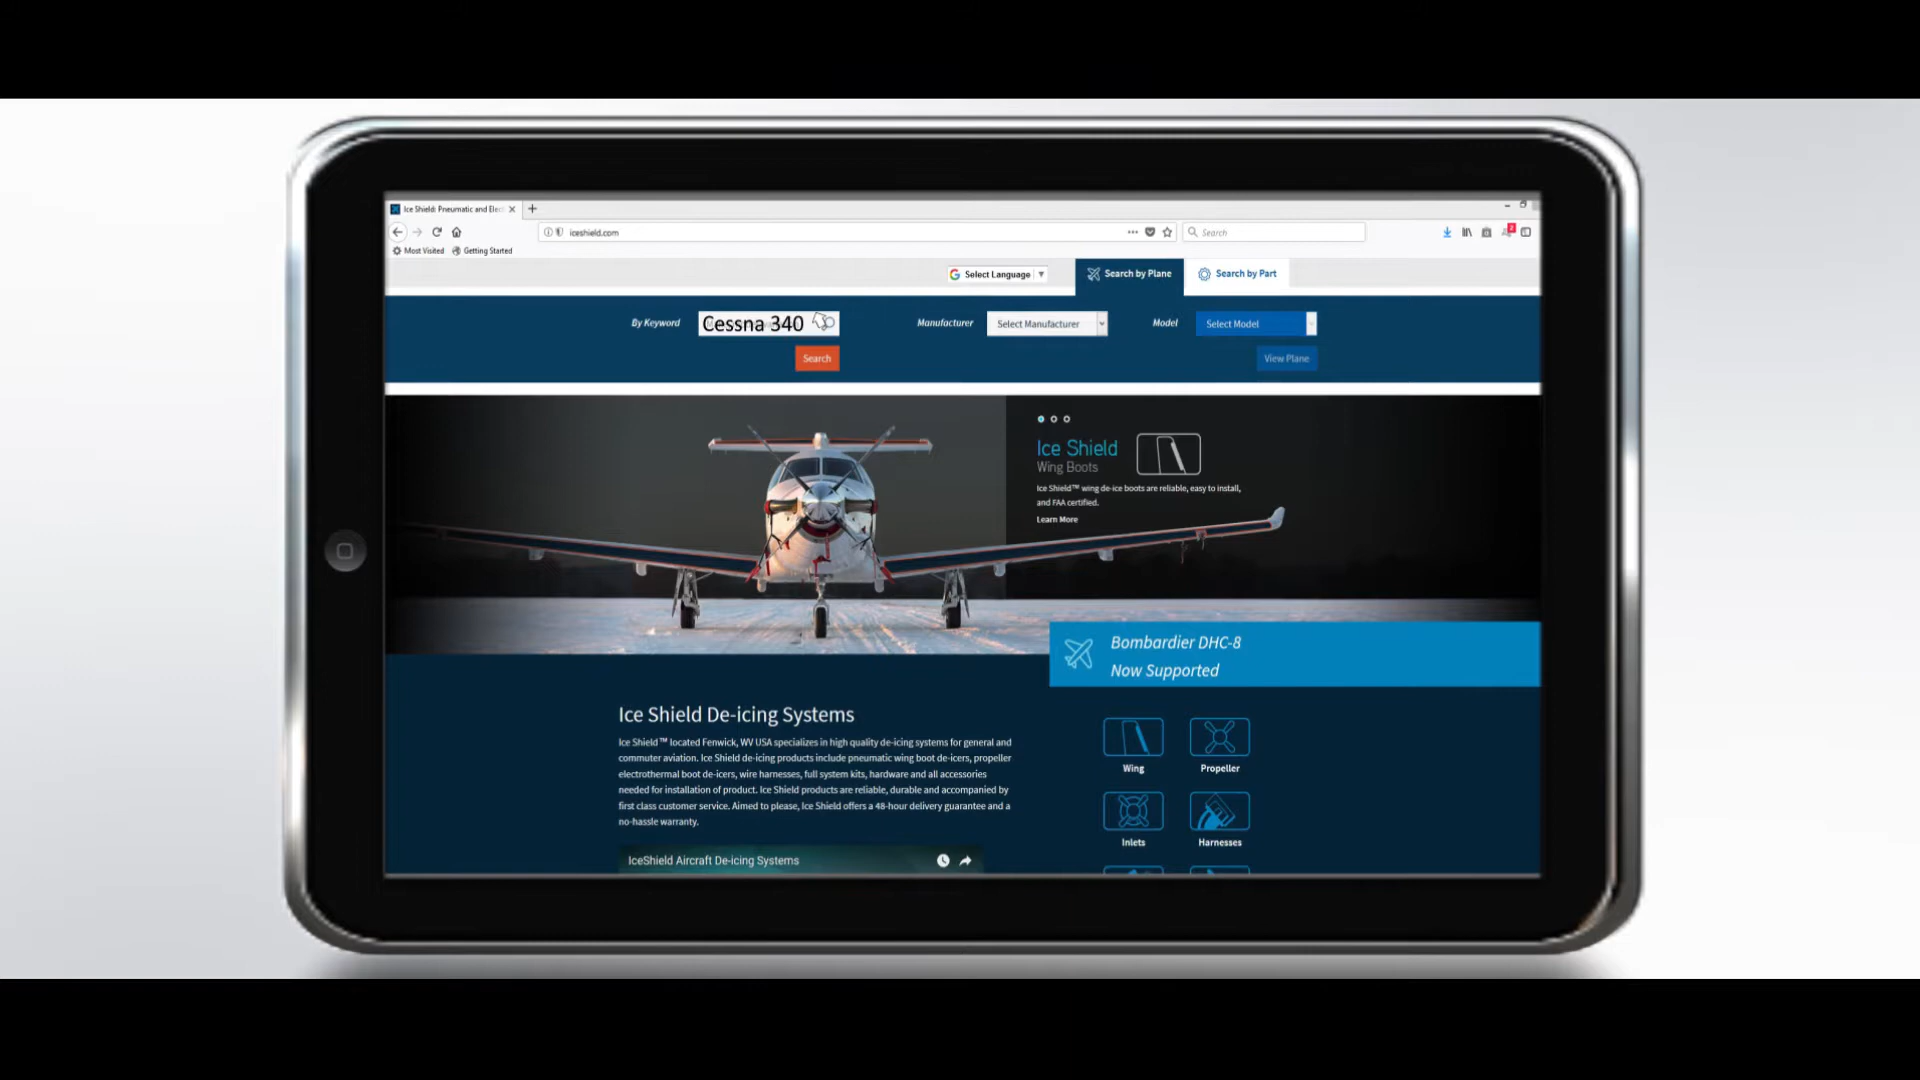 Ice Shield: Pneumatic and Elec
iceshield.com
Search
Most Visited
Getting Started
Select Language
Search by Plane
Search by Part
By Keyword
Cessna 340
Manufacturer
Select Manufacturer
Model
Select Model
Search
View Plane
Ice Shield
Wing Boots
Ice Shield™ wing de-ice boots are reliable, easy to install,
and FAA certified.
Learn More
Bombardier DHC-8
Now Supported
Ice Shield De-icing Systems
Ice Shield™ located Fenwick, WV USA specializes in high quality de-icing systems for general and
commuter aviation. Ice Shield de-icing products include pneumatic wing boot de-icers, propeller
electrothermal boot de-icers, wire harnesses, full system kits, hardware and all accessories
needed for installation of product. Ice Shield products are reliable, durable and accompanied by
first class customer service. Aimed to please, Ice Shield offers a 48-hour delivery guarantee and a
no-hassle warranty.
Wing
Propeller
Inlets
Harnesses
IceShield Aircraft De-icing Systems